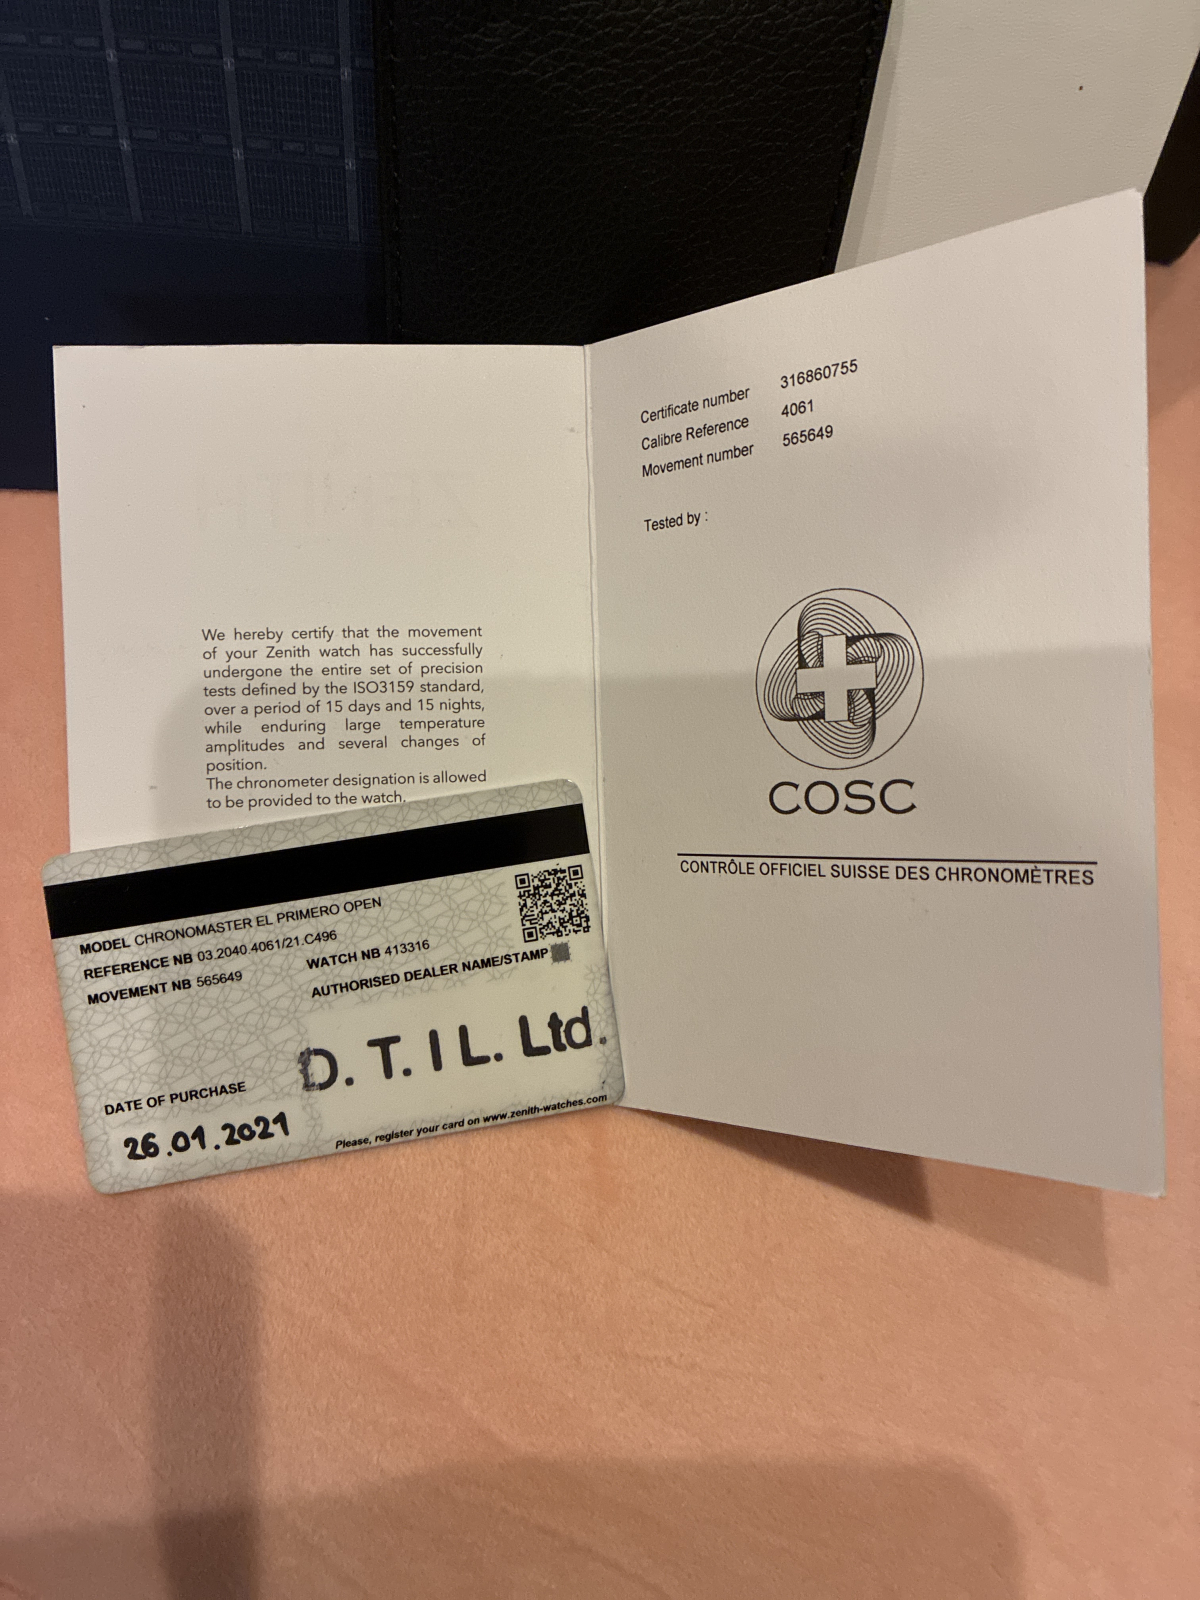 Certificate number 316860755
Calibre Reference 4061
Movement number 565649
Tested by :
COSC
CONTRÔLE OFFICIEL SUISSE DES CHRONOMÈTRES
We hereby certify that the movement
of your Zenith watch has successfully
undergone the entire set of precision
tests defined by the ISO3159 standard,
over a period of 15 days and 15 nights,
while enduring large temperature
amplitudes and several changes of
position.
The chronometer designation is allowed
to be provided to the watch.
MODEL CHRONOMASTER EL PRIMERO OPEN
REFERENCE NB 03.2040.4061/21.C496
MOVEMENT NB 565649 WATCH NB 413316
AUTHORISED DEALER NAME/STAMP
D. T. I L. Ltd.
DATE OF PURCHASE
26.01.2021
Please, register your card on www.zenith-watches.com